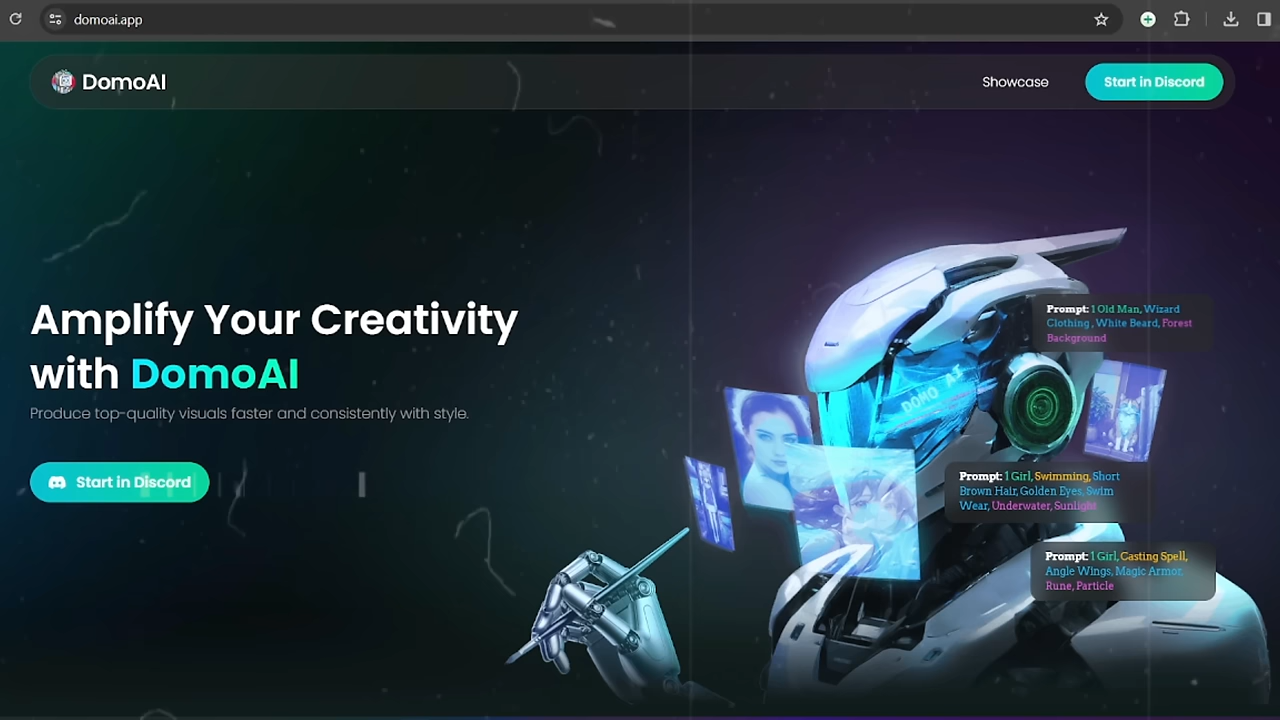 domoai.app
DomoAI
Showcase
Start in Discord
Amplify Your Creativity
with DomoAI
Produce top-quality visuals faster and consistently with style.
Start in Discord
DOMO AI
Prompt: 1 Old Man, Wizard
Clothing , White Beard, Forest
Background
Prompt: 1 Girl, Swimming, Short
Brown Hair, Golden Eyes, Swim
Wear, Underwater, Sunlight
Prompt: 1 Girl, Casting Spell,
Angle Wings, Magic Armor,
Rune, Particle